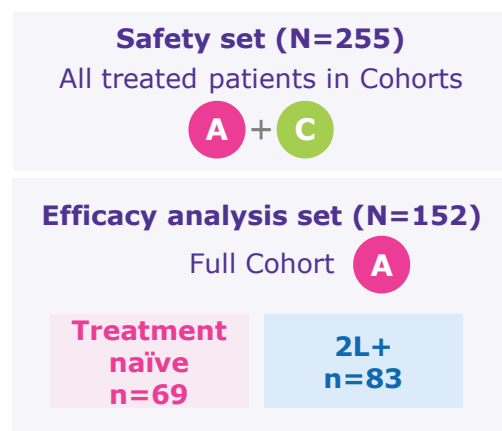 Safety set (N=255)
All treated patients in Cohorts
A + C
Efficacy analysis set (N=152)
Full Cohort A
Treatment
naïve
n=69
2L+
n=83